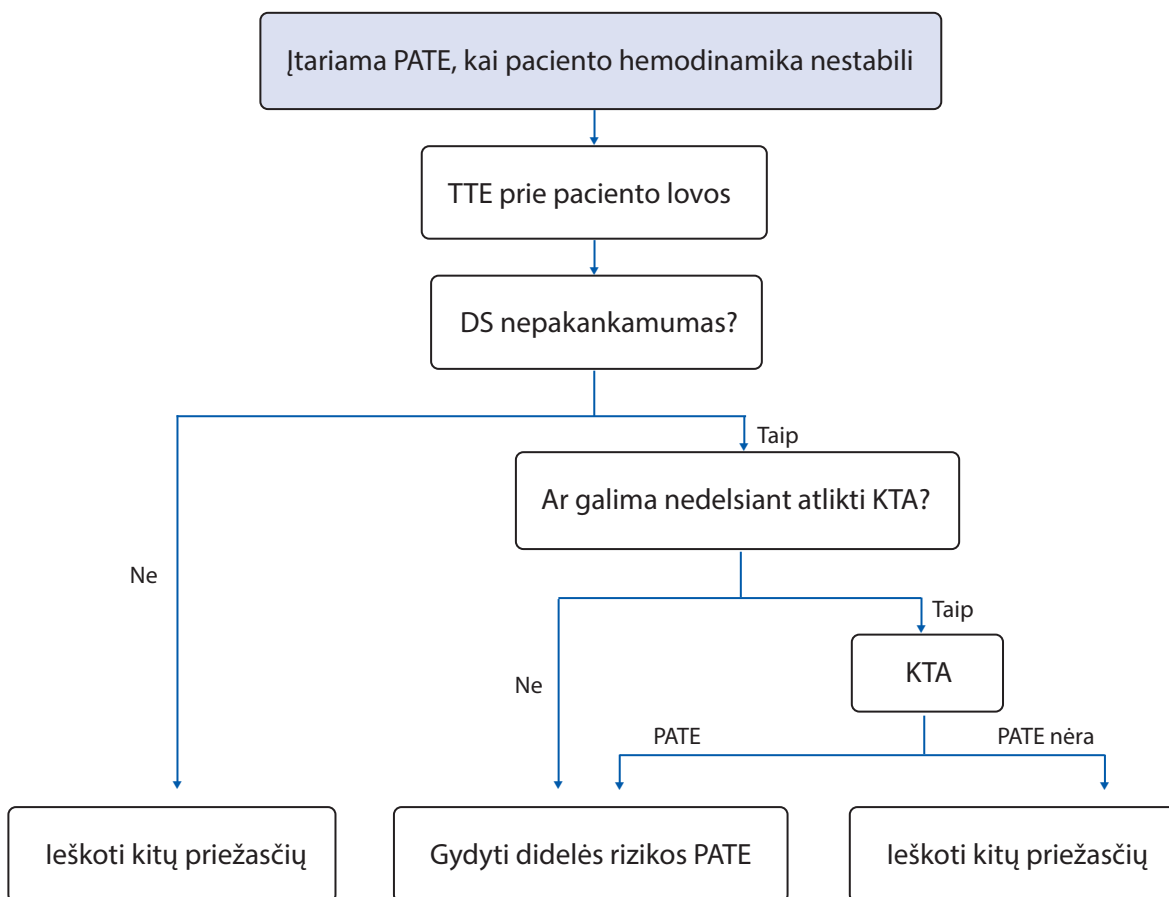 Įtariama PATE, kai paciento hemodinamika nestabili
TTE prie paciento lovos
DS nepakankamumas?
Taip
Ar galima nedelsiant atlikti KTA?
Ne
Taip
KTA
Ne
PATE
PATE nėra
Ieškoti kitų priežasčių
Gydyti didelės rizikos PATE
Ieškoti kitų priežasčių